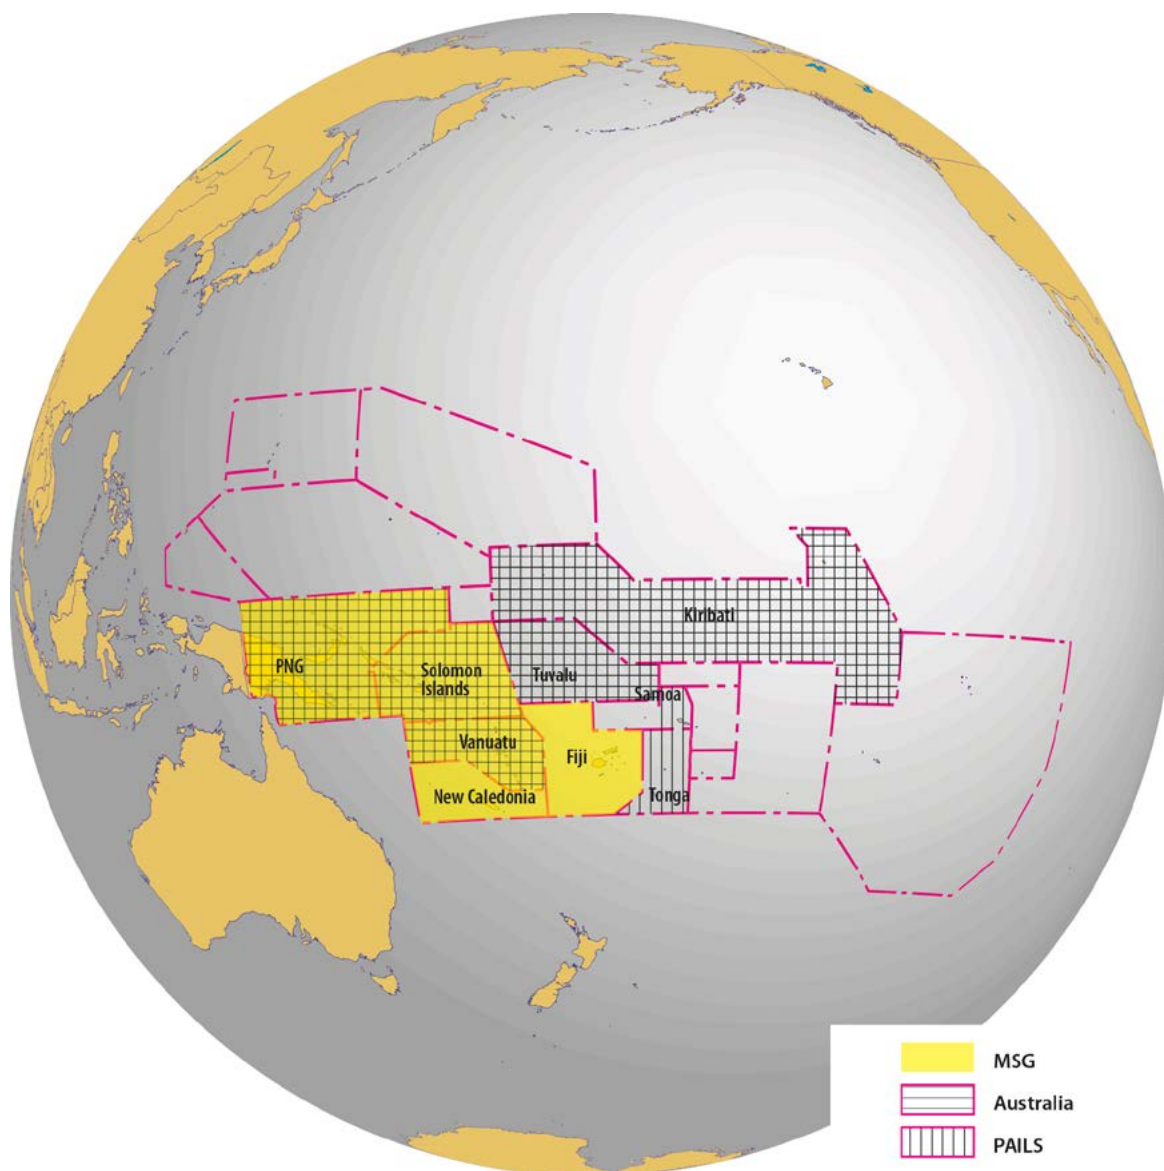 Kiribati
PNG
Solomon
Islands
Tuvalu
Samoa
Vanuatu
Fiji
New Caledonia
Tonga
MSG
Australia
PAILS